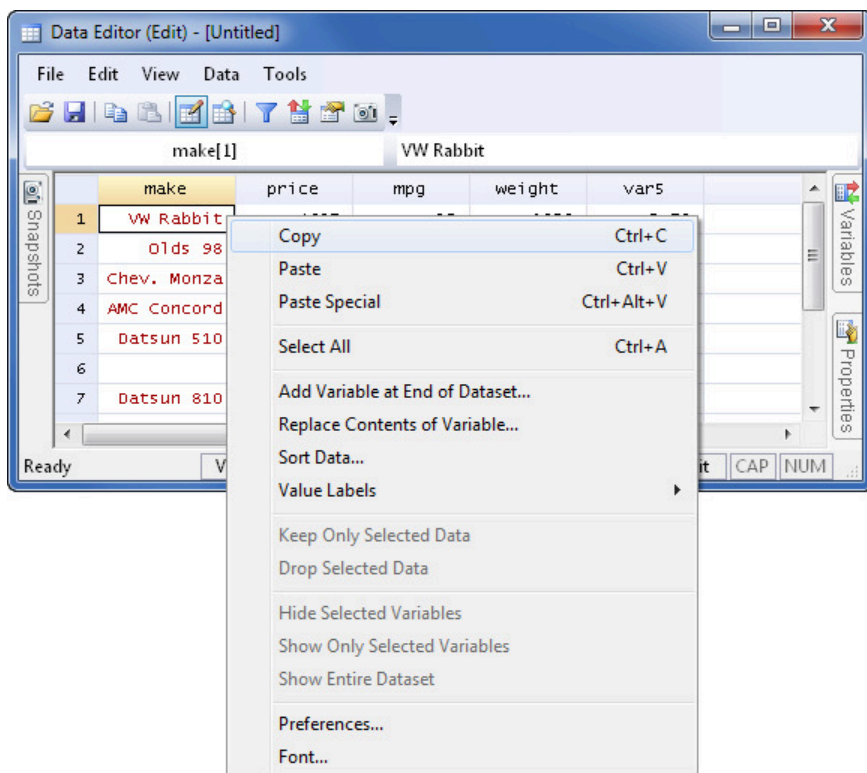 Data Editor (Edit) - [Untitled]
File Edit View Data Tools
make[1] VW Rabbit
Snapshots
make price mpg weight var5
1 VW Rabbit
2 Olds 98
3 Chev. Monza
4 AMC Concord
5 Datsun 510
6
7 Datsun 810
Variables
Properties
Copy Ctrl+C
Paste Ctrl+V
Paste Special Ctrl+Alt+V
Select All Ctrl+A
Add Variable at End of Dataset...
Replace Contents of Variable...
Sort Data...
Value Labels
Keep Only Selected Data
Drop Selected Data
Hide Selected Variables
Show Only Selected Variables
Show Entire Dataset
Preferences...
Font...
Ready V it CAP NUM